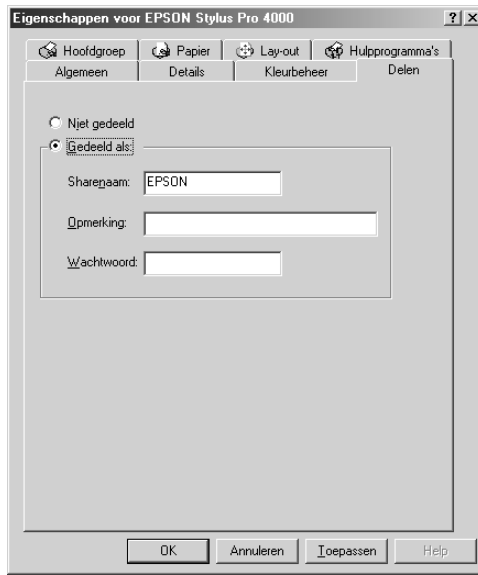 Eigenschappen voor EPSON Stylus Pro 4000
Hoofdgroep Papier Lay-out Hulpprogramma's
Algemeen Details Kleurbeheer Delen
Niet gedeeld
Gedeeld als:
Sharenaam: EPSON
Opmerking:
Wachtwoord:
OK Annuleren Toepassen Help